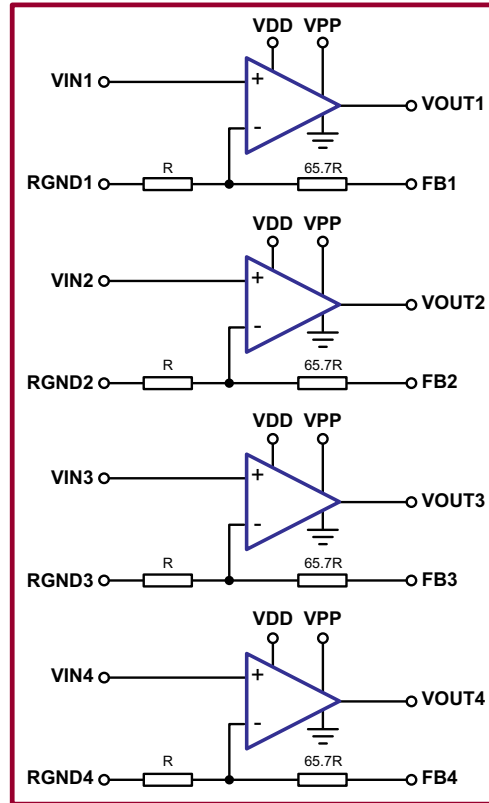 VDD VPP
VIN1
+
VOUT1
-
R 65.7R
RGND1 FB1
VDD VPP
VIN2
+
VOUT2
-
R 65.7R
RGND2 FB2
VDD VPP
VIN3
+
VOUT3
-
R 65.7R
RGND3 FB3
VDD VPP
VIN4
+
VOUT4
-
R 65.7R
RGND4 FB4